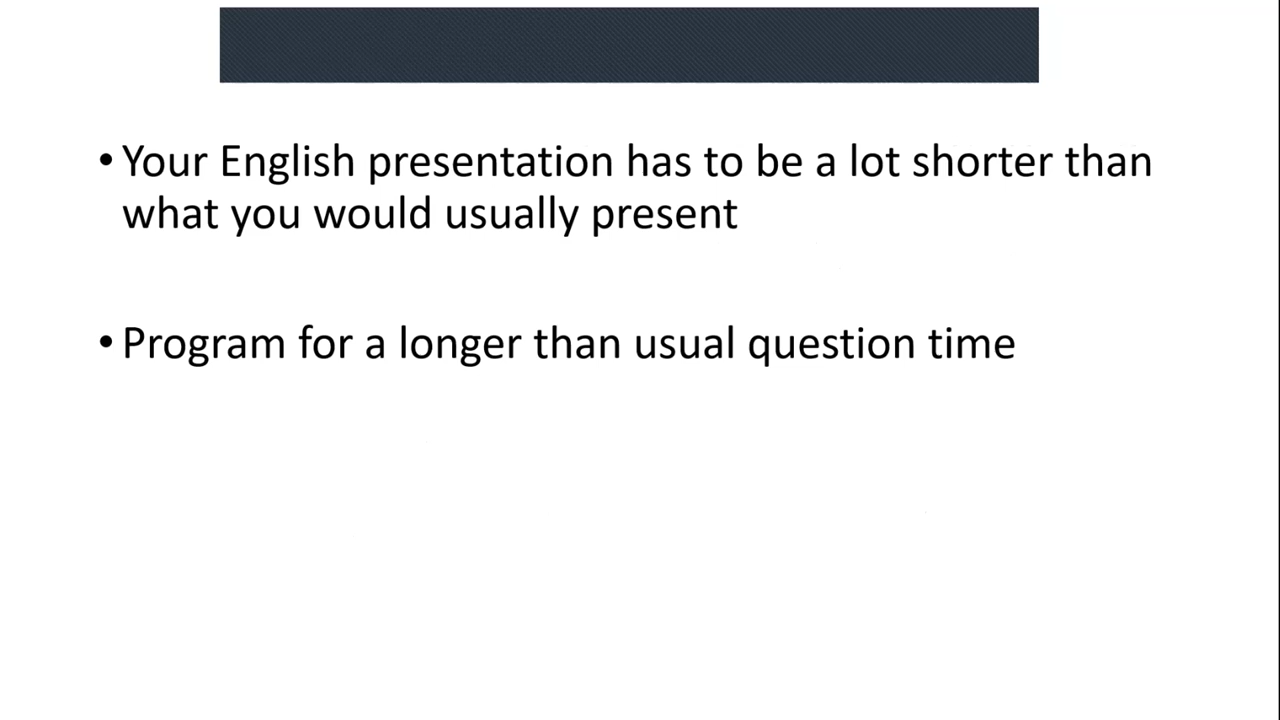 • Your English presentation has to be a lot shorter than
what you would usually present
• Program for a longer than usual question time